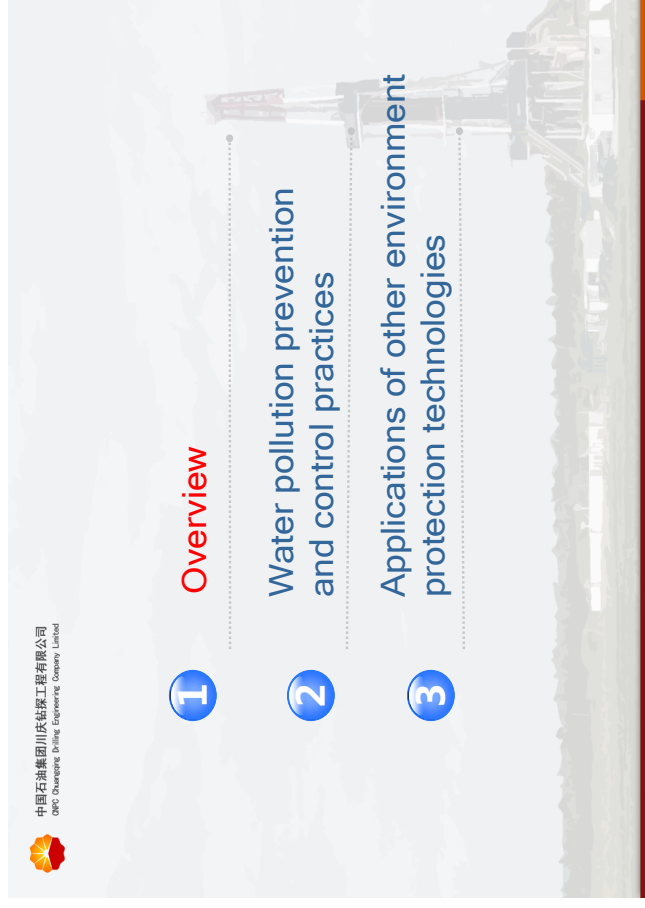 中国石油集团川庆钻探工程有限公司
CNPC Chuanqing Drilling Engineering Company Limited
1
Overview
2
Water pollution prevention
and control practices
3
Applications of other environment
protection technologies